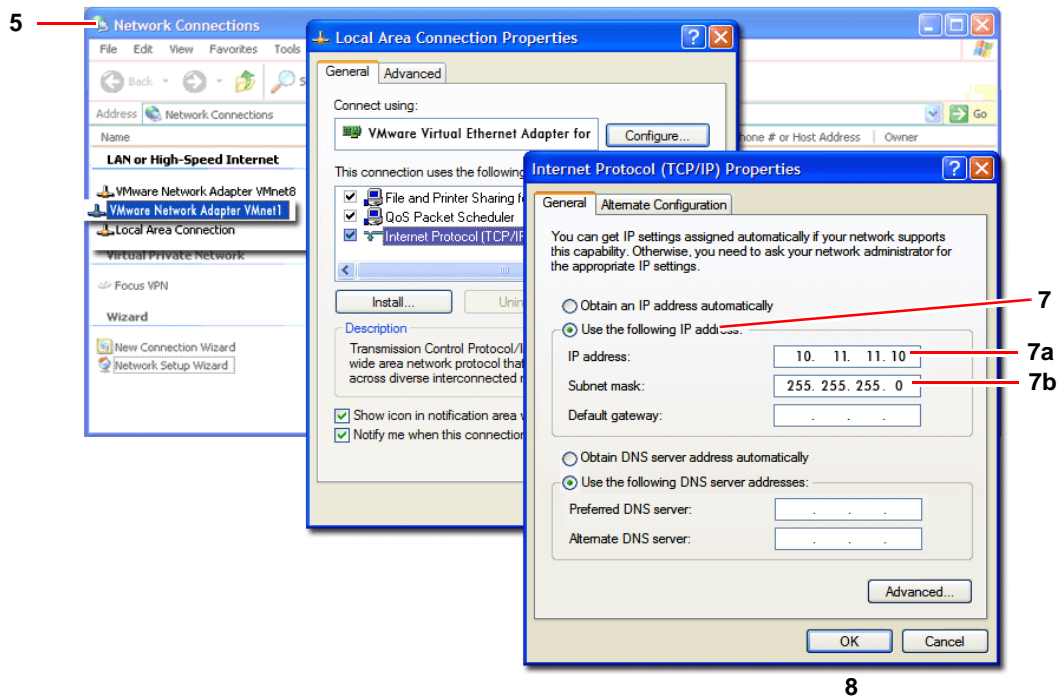 5
Network Connections
File Edit View Favorites Tools
Back
Address Network Connections
Go
Name
or Host Address Owner
LAN or High-Speed Internet
VMware Network Adapter VMnet8
VMware Network Adapter VMnet1
Local Area Connection
Virtual Private Network
Focus VPN
Wizard
New Connection Wizard
Network Setup Wizard
Local Area Connection Properties
General Advanced
Connect using:
VMware Virtual Ethernet Adapter for
Configure...
This connection uses the following
File and Printer Sharing
QoS Packet Scheduler
Internet Protocol (TCP/IP
Install...
Description
Transmission Control Protocol/I
wide area network protocol that
across diverse interconnected
Show icon in notification area
Notify me when this connection
Internet Protocol (TCP/IP) Properties
General Alternate Configuration
You can get IP settings assigned automatically if your network supports
this capability. Otherwise, you need to ask your network administrator for
the appropriate IP settings.
Obtain an IP address automatically
Use the following IP address:
7
IP address: 10. 11. 11. 10
7a
Subnet mask: 255. 255. 255. 0
7b
Default gateway: . . .
Obtain DNS server address automatically
Use the following DNS server addresses:
Preferred DNS server: . . .
Alternate DNS server: . . .
Advanced...
OK Cancel
8